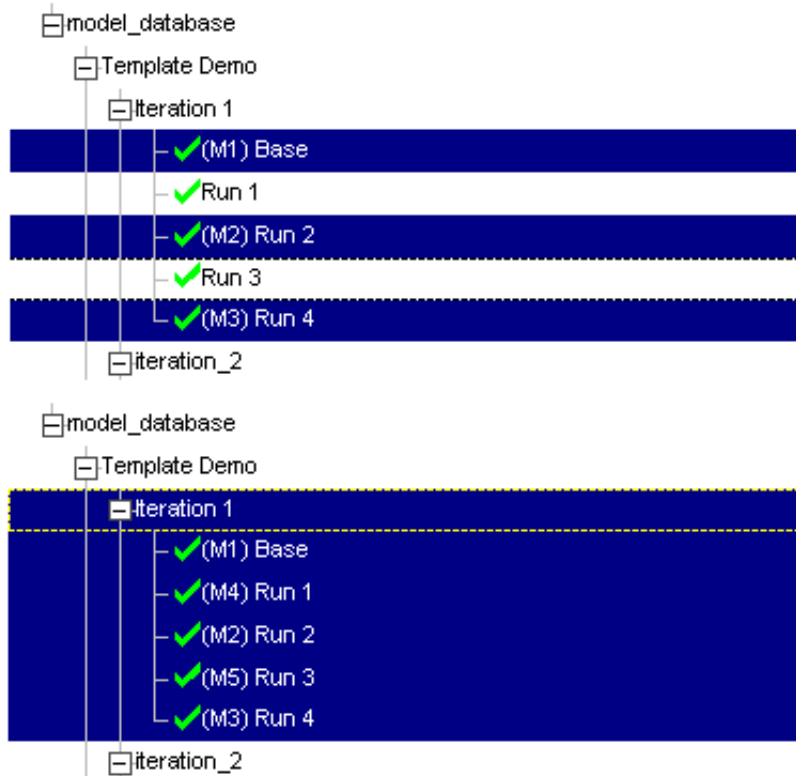 model_database
Template Demo
Iteration 1
(M1) Base
Run 1
(M2) Run 2
Run 3
(M3) Run 4
iteration_2
model_database
Template Demo
Iteration 1
(M1) Base
(M4) Run 1
(M2) Run 2
(M5) Run 3
(M3) Run 4
iteration_2